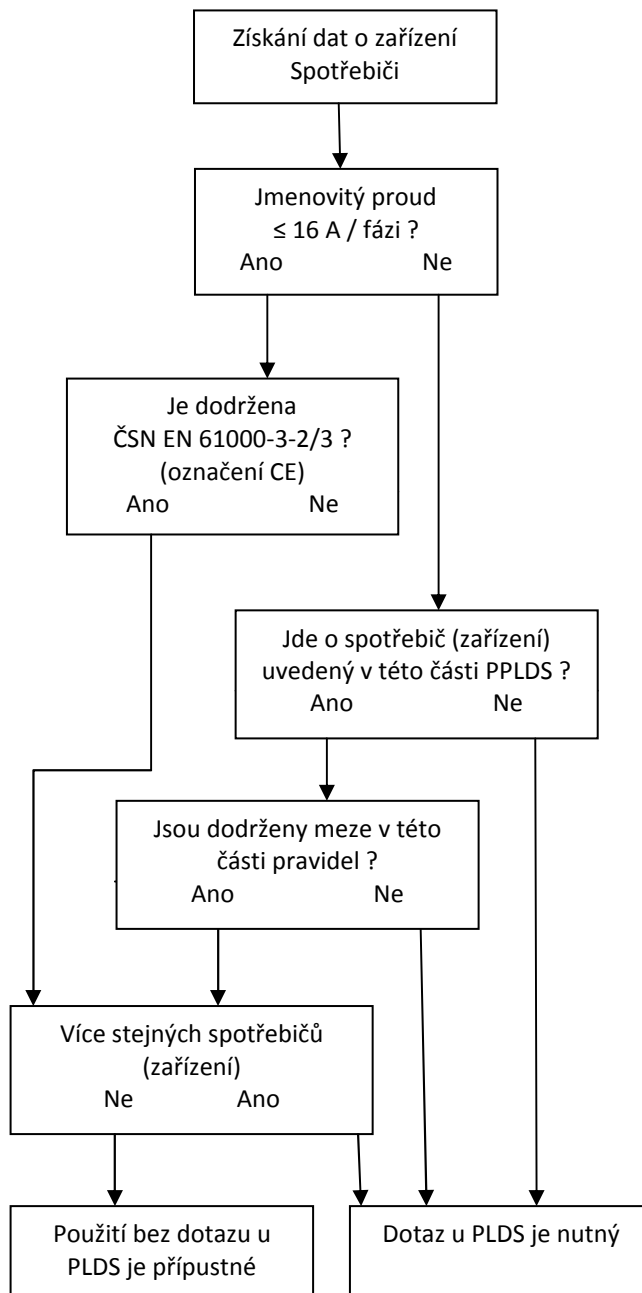 Získání dat o zařízení
Spotřebiči
Jmenovitý proud
≤ 16 A / fázi ?
Ano Ne
Je dodržena
ČSN EN 61000-3-2/3 ?
(označení CE)
Ano Ne
Jde o spotřebič (zařízení)
uvedený v této části PPLDS ?
Ano Ne
Jsou dodrženy meze v této
části pravidel ?
Ano Ne
Více stejných spotřebičů
(zařízení)
Ne Ano
Použití bez dotazu u
PLDS je přípustné
Dotaz u PLDS je nutný